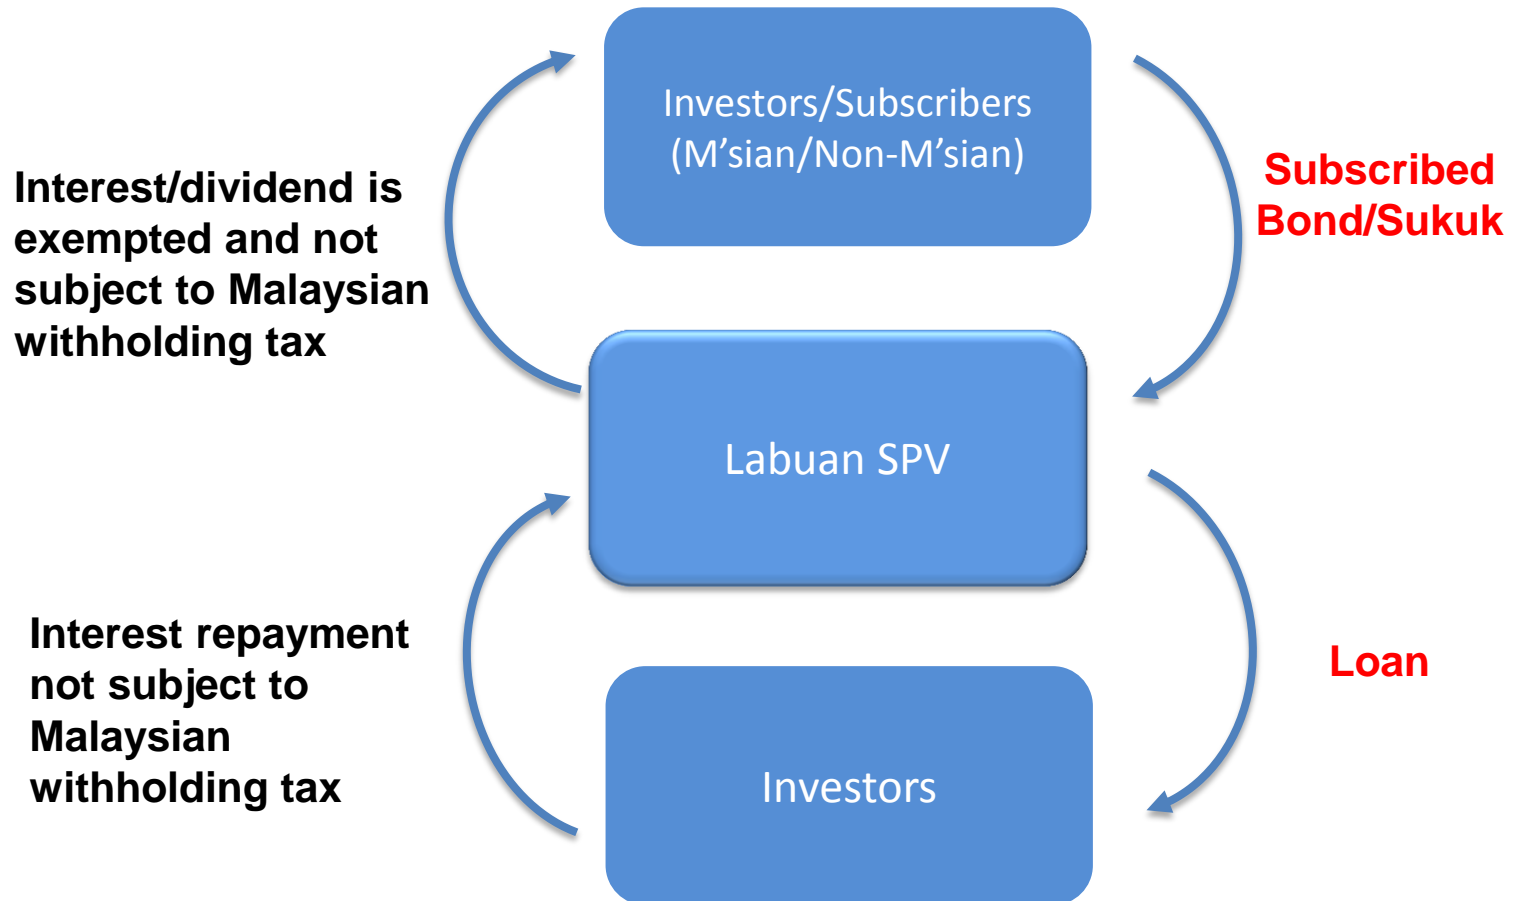 Investors/Subscribers
(M'sian/Non-M'sian)
Interest/dividend is
exempted and not
subject to Malaysian
withholding tax
Subscribed
Bond/Sukuk
Labuan SPV
Interest repayment
not subject to
Malaysian
withholding tax
Loan
Investors